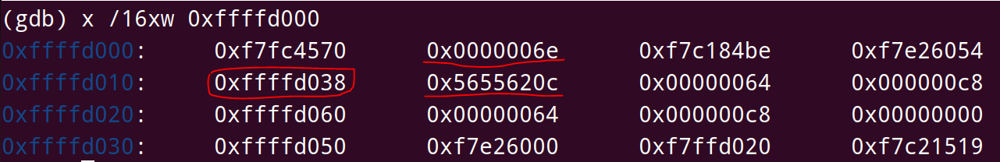 (gdb) x /16xw 0xffffd000
0xffffd000: 0xf7fc4570 0x0000006e 0xf7c184be 0xf7e26054
0xffffd010: 0xffffd038 0x5655620c 0x00000064 0x000000c8
0xffffd020: 0xffffd060 0x00000064 0x000000c8 0x00000000
0xffffd030: 0xffffd050 0xf7e26000 0xf7ffd020 0xf7c21519